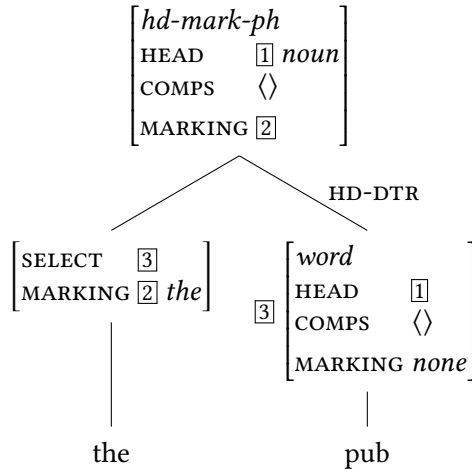 hd-mark-ph
HEAD 1 noun
COMPS ⟨⟩
MARKING 2
HD-DTR
SELECT 3
MARKING 2 the
3
word
HEAD 1
COMPS ⟨⟩
MARKING none
the pub